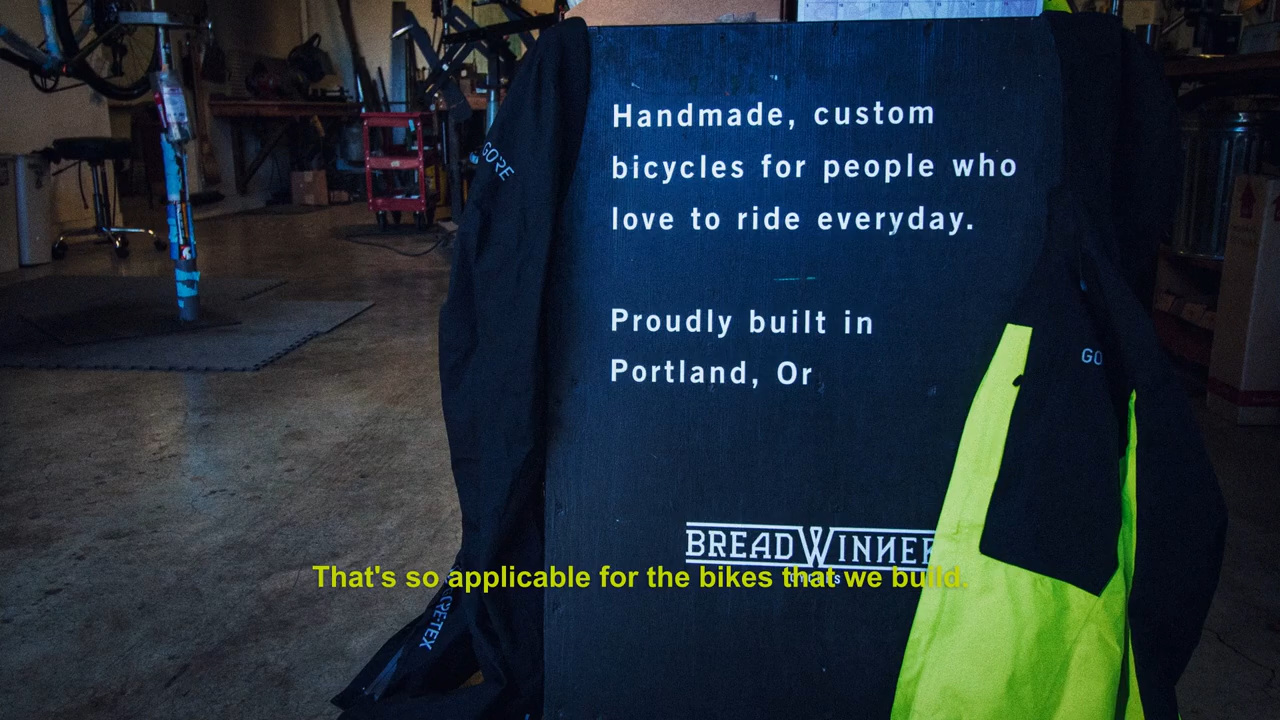 Handmade, custom
bicycles for people who
love to ride everyday.
Proudly built in
Portland, Or
BREADWINNER
That's so applicable for the bikes that we build.
GORE
GO
GORE-TEX